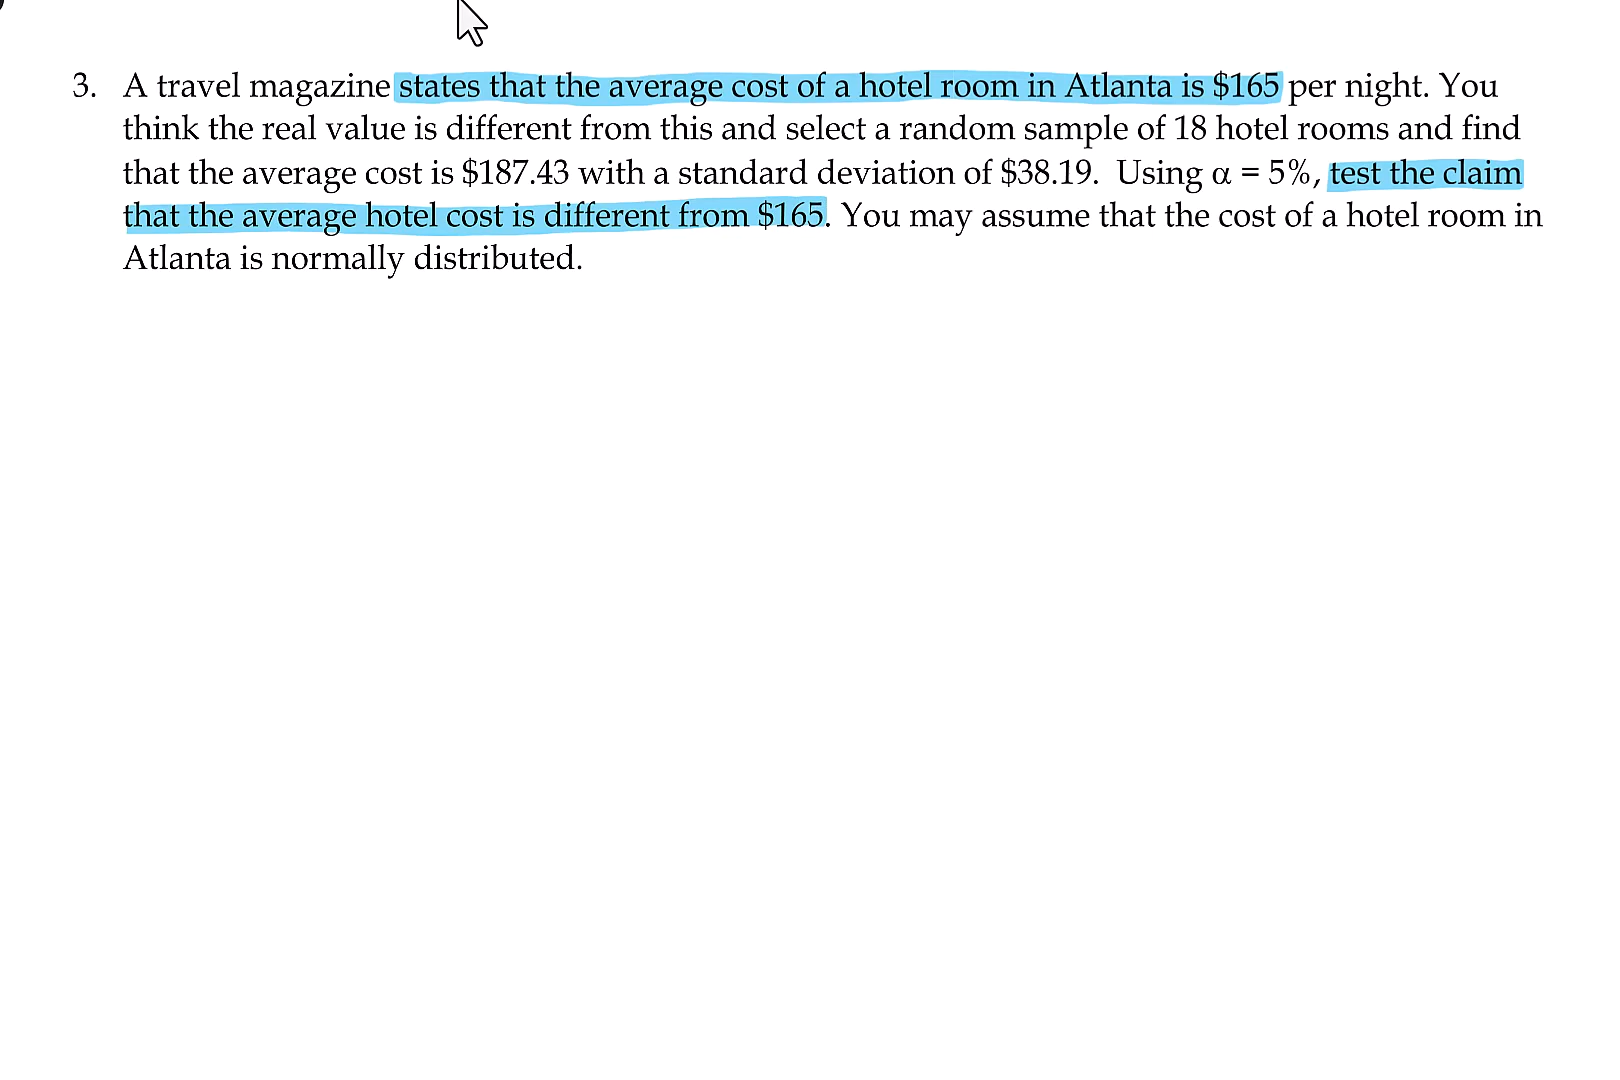 3. A travel magazine states that the average cost of a hotel room in Atlanta is $165 per night. You
think the real value is different from this and select a random sample of 18 hotel rooms and find
that the average cost is $187.43 with a standard deviation of $38.19. Using α = 5%, test the claim
that the average hotel cost is different from $165. You may assume that the cost of a hotel room in
Atlanta is normally distributed.